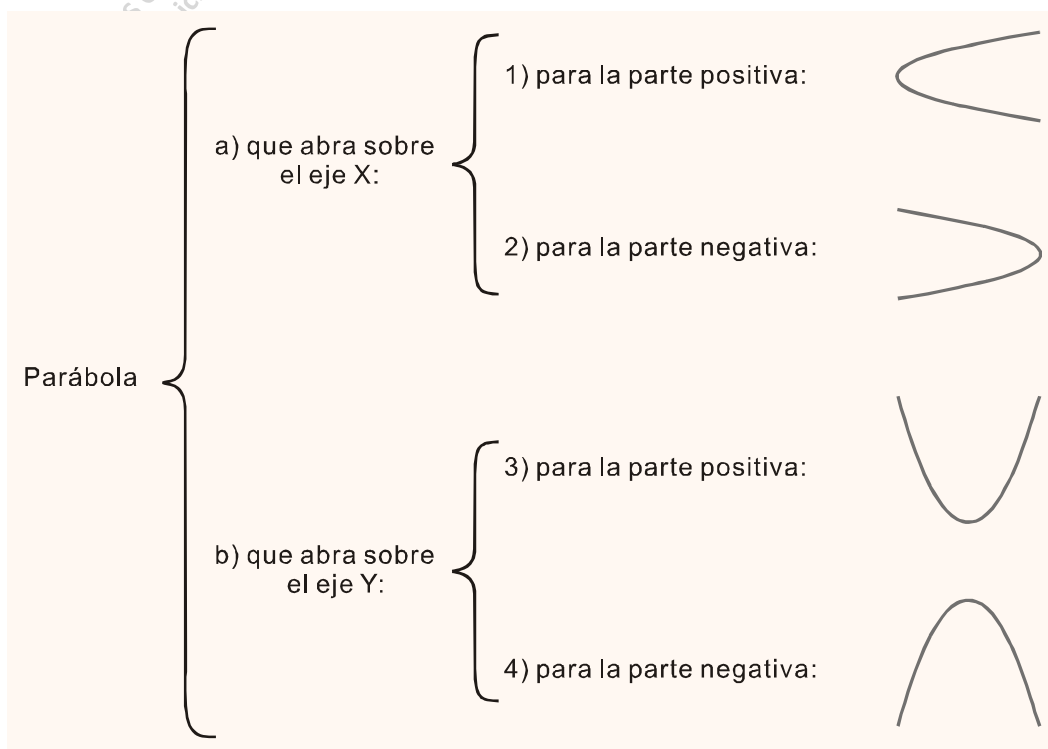 1) para la parte positiva:
a) que abra sobre
el eje X:
2) para la parte negativa:
Parábola
3) para la parte positiva:
b) que abra sobre
el eje Y:
4) para la parte negativa: